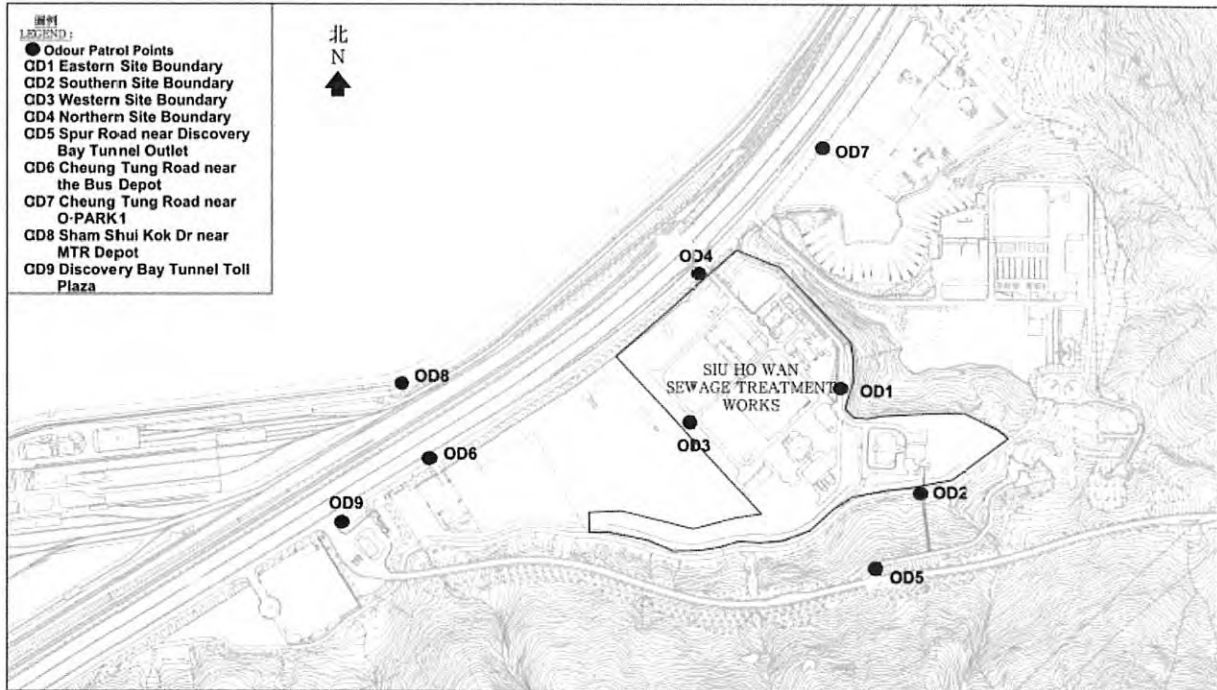 圖例
LEGEND :
Odour Patrol Points
OD1 Eastern Site Boundary
OD2 Southern Site Boundary
OD3 Western Site Boundary
OD4 Northern Site Boundary
OD5 Spur Road near Discovery
Bay Tunnel Outlet
OD6 Cheung Tung Road near
the Bus Depot
OD7 Cheung Tung Road near
O·PARK1
OD8 Sham Shui Kok Dr near
MTR Depot
OD9 Discovery Bay Tunnel Toll
Plaza
北
N
OD7
OD4
SIU HO WAN
SEWAGE TREATMENT
WORKS
OD8
OD1
OD3
OD6
OD2
OD9
OD5